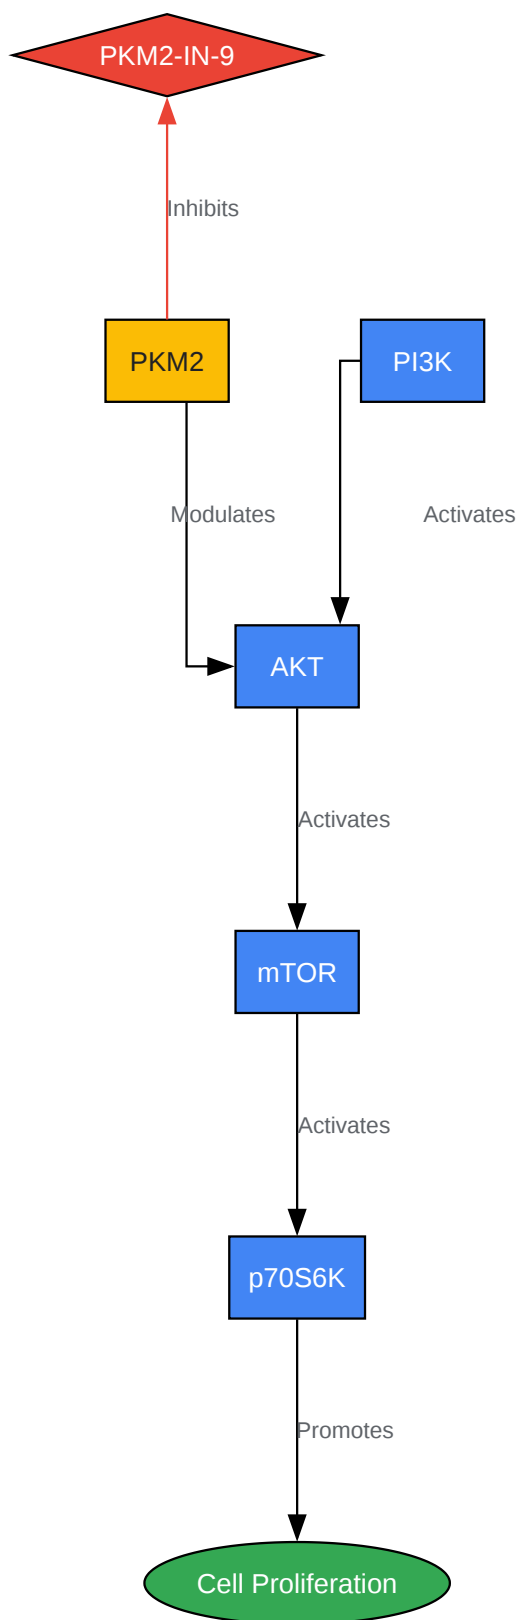 PKM2-IN-9
Inhibits
PKM2
PI3K
Modulates
Activates
AKT
Activates
mTOR
Activates
p70S6K
Promotes
Cell Proliferation